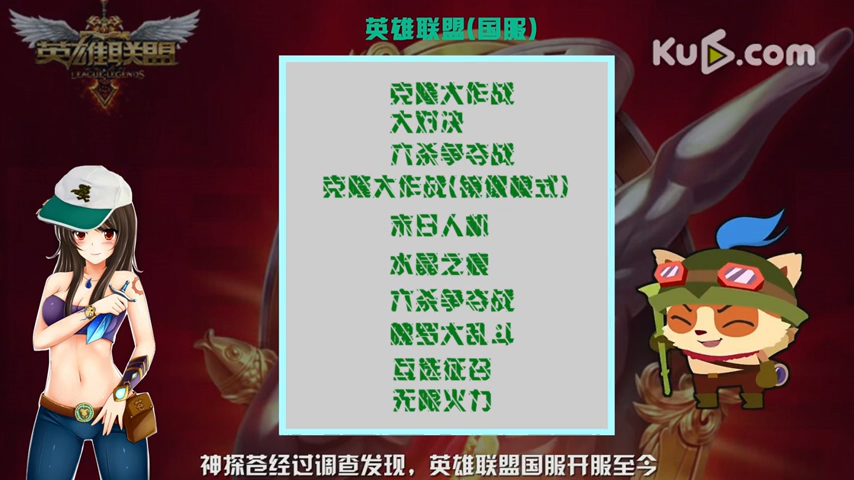 英雄联盟(国服)
英雄联盟
LEAGUE OF LEGENDS
Ku6.com
克隆大作战
大对决
六杀争夺战
克隆大作战(镜像模式)
末日人机
水晶之痕
六杀争夺战
魄罗大乱斗
互选征召
无限火力
神探苍经过调查发现，英雄联盟国服开服至今